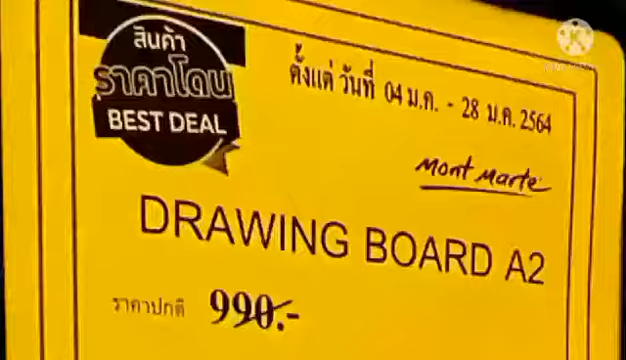 สินค้า
ราคาโดน
BEST DEAL
ตั้งแต่ วันที่ 04 ม.ค. - 28 ม.ค. 2564
Mont Marte
DRAWING BOARD A2
ราคาปกติ 990.-